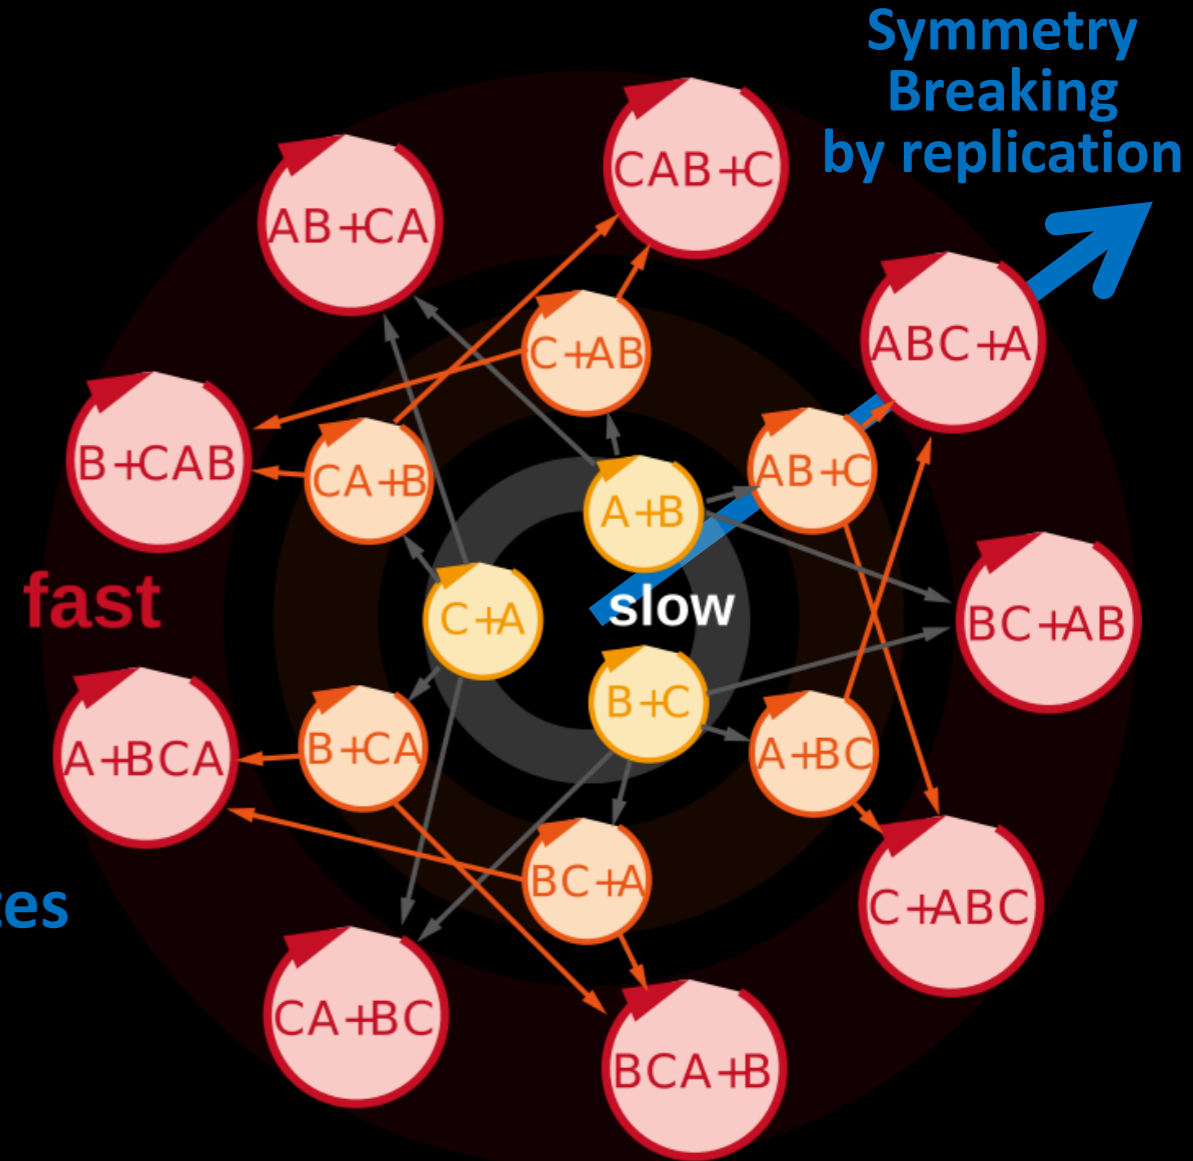 Symmetry
Breaking
by replication
CAB+C
AB+CA
ABC+A
C+AB
B+CAB
CA+B
AB+C
A+B
fast
slow
C+A
BC+AB
B+C
A+BCA
B+CA
A+BC
BC+A
C+ABC
CA+BC
BCA+B